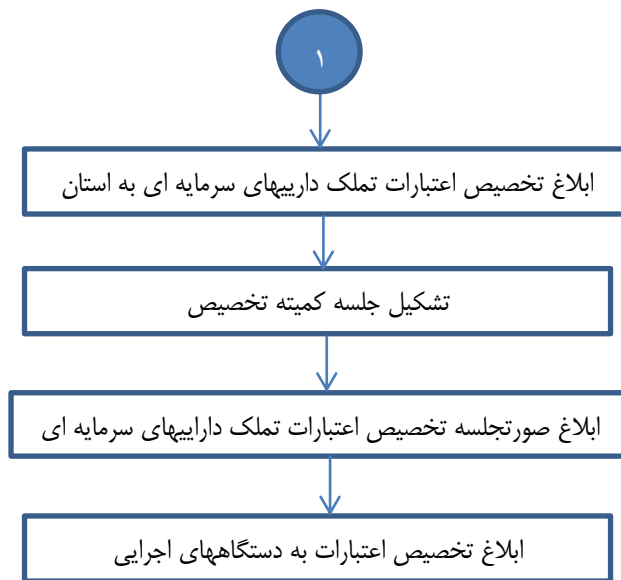 ۱
ابلاغ تخصیص اعتبارات تملک دارییهای سرمایه ای به استان
تشکیل جلسه کمیته تخصیص
ابلاغ صورتجلسه تخصیص اعتبارات تملک داراییهای سرمایه ای
ابلاغ تخصیص اعتبارات به دستگاههای اجرایی